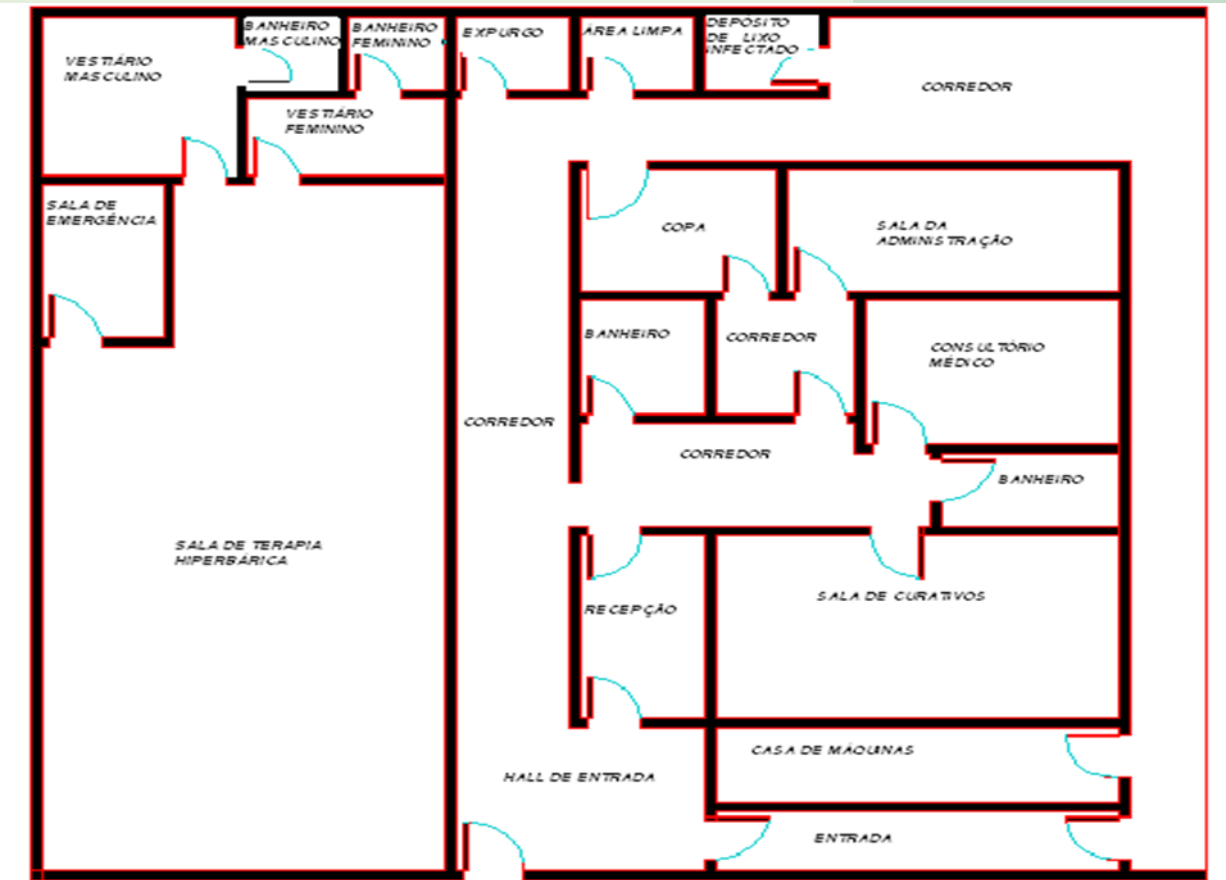 BANHEIRO
MASCULINO
BANHEIRO
FEMININO
EXPURGO
ÁREA LIMPA
DEPÓSITO
DE LIXO
INFECTADO
VESTIÁRIO
MASCULINO
CORREDOR
VESTIÁRIO
FEMININO
SALA DE
EMERGÊNCIA
COPA
SALA DA
ADMINISTRAÇÃO
BANHEIRO
CORREDOR
CONSULTÓRIO
MÉDICO
CORREDOR
CORREDOR
BANHEIRO
SALA DE TERAPIA
HIPERBÁRICA
RECEPÇÃO
SALA DE CURATIVOS
CASA DE MÁQUINAS
HALL DE ENTRADA
ENTRADA